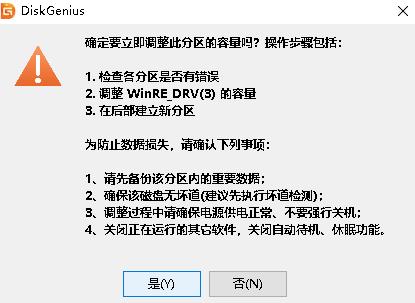 DiskGenius
确定要立即调整此分区的容量吗？操作步骤包括：
1. 检查各分区是否有错误
2. 调整 WinRE_DRV(3) 的容量
3. 在后部建立新分区
为防止数据损失，请确认下列事项：
1、请先备份该分区内的重要数据；
2、确保该磁盘无坏道(建议先执行坏道检测)；
3、调整过程中请确保电源供电正常、不要强行关机；
4、关闭正在运行的其它软件，关闭自动待机、休眠功能。
是(Y) 否(N)